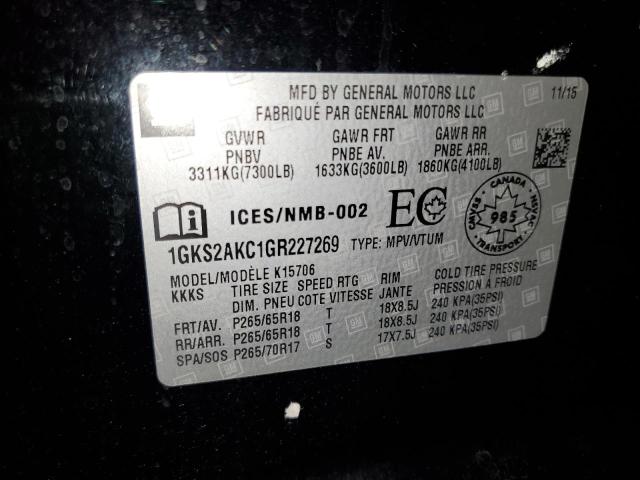 MFD BY GENERAL MOTORS LLC 11/15
FABRIQUÉ PAR GENERAL MOTORS LLC
GVWR GAWR FRT GAWR RR
PNBV PNBE AV. PNBE ARR.
3311KG(7300LB) 1633KG(3600LB) 1860KG(4100LB)
ICES/NMB-002 EC
CANADA
985
TRANSPORT
1GKS2AKC1GR227269 TYPE: MPV/VTUM
MODEL/MODÈLE K15706
KKKS TIRE SIZE SPEED RTG RIM COLD TIRE PRESSURE
DIM. PNEU COTE VITESSE JANTE PRESSION À FROID
FRT/AV. P265/65R18 T 18X8.5J 240 KPA(35PSI)
RR/ARR. P265/65R18 T 18X8.5J 240 KPA(35PSI)
SPA/SOS P265/70R17 S 17X7.5J 240 KPA(35PSI)